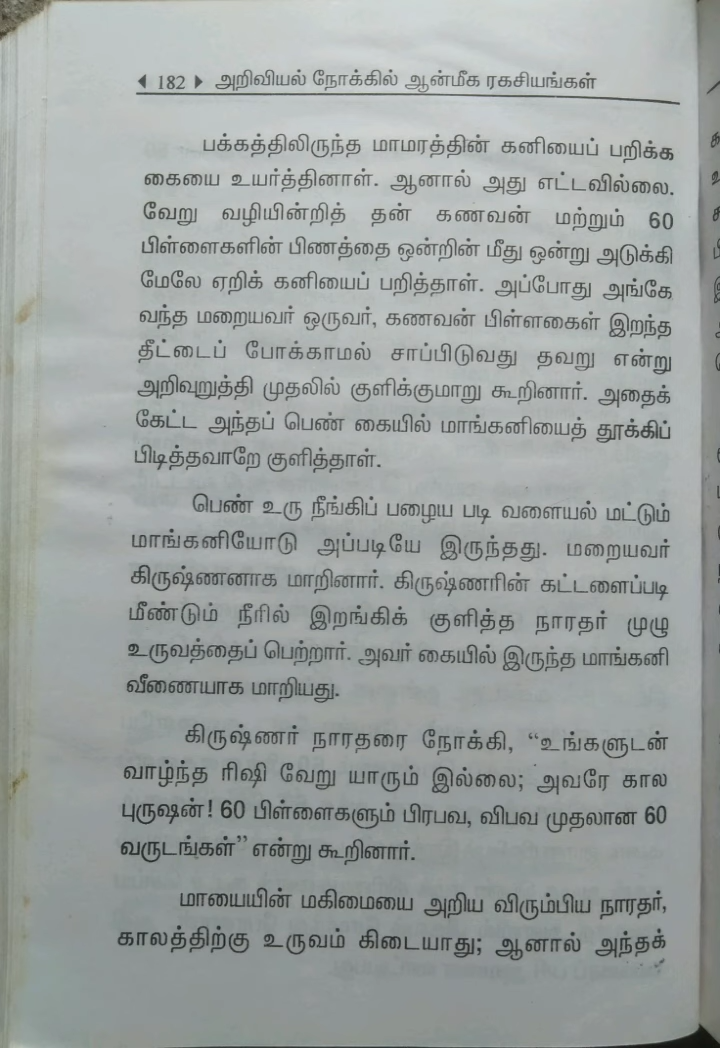 ◀ 182 ▶ அறிவியல் நோக்கில் ஆன்மீக ரகசியங்கள்
பக்கத்திலிருந்த மாமரத்தின் கனியைப் பறிக்க
கையை உயர்த்தினாள். ஆனால் அது எட்டவில்லை.
வேறு வழியின்றித் தன் கணவன் மற்றும் 60
பிள்ளைகளின் பிணத்தை ஒன்றின் மீது ஒன்று அடுக்கி
மேலே ஏறிக் கனியைப் பறித்தாள். அப்போது அங்கே
வந்த மறையவர் ஒருவர், கணவன் பிள்ளகைள் இறந்த
தீட்டைப் போக்காமல் சாப்பிடுவது தவறு என்று
அறிவுறுத்தி முதலில் குளிக்குமாறு கூறினார். அதைக்
கேட்ட அந்தப் பெண் கையில் மாங்கனியைத் தூக்கிப்
பிடித்தவாறே குளித்தாள்.
பெண் உரு நீங்கிப் பழைய படி வளையல் மட்டும்
மாங்கனியோடு அப்படியே இருந்தது. மறையவர்
கிருஷ்ணனாக மாறினார். கிருஷ்ணரின் கட்டளைப்படி
மீண்டும் நீரில் இறங்கிக் குளித்த நாரதர் முழு
உருவத்தைப் பெற்றார். அவர் கையில் இருந்த மாங்கனி
வீணையாக மாறியது.
கிருஷ்ணர் நாரதரை நோக்கி, “உங்களுடன்
வாழ்ந்த ரிஷி வேறு யாரும் இல்லை; அவரே கால
புருஷன்! 60 பிள்ளைகளும் பிரபவ, விபவ முதலான 60
வருடங்கள்” என்று கூறினார்.
மாயையின் மகிமையை அறிய விரும்பிய நாரதர்,
காலத்திற்கு உருவம் கிடையாது; ஆனால் அந்தக்